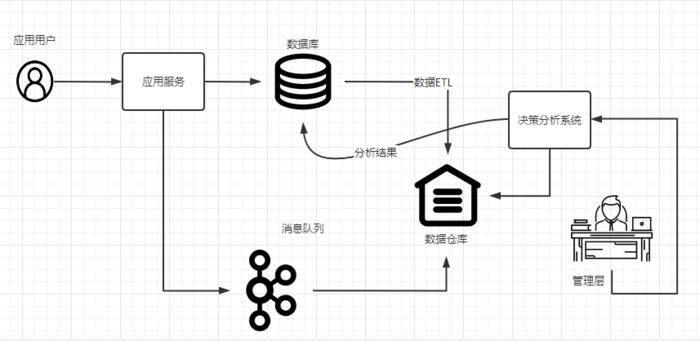 应用用户
数据库
应用服务
数据ETL
决策分析系统
分析结果
消息队列
数据仓库
管理层